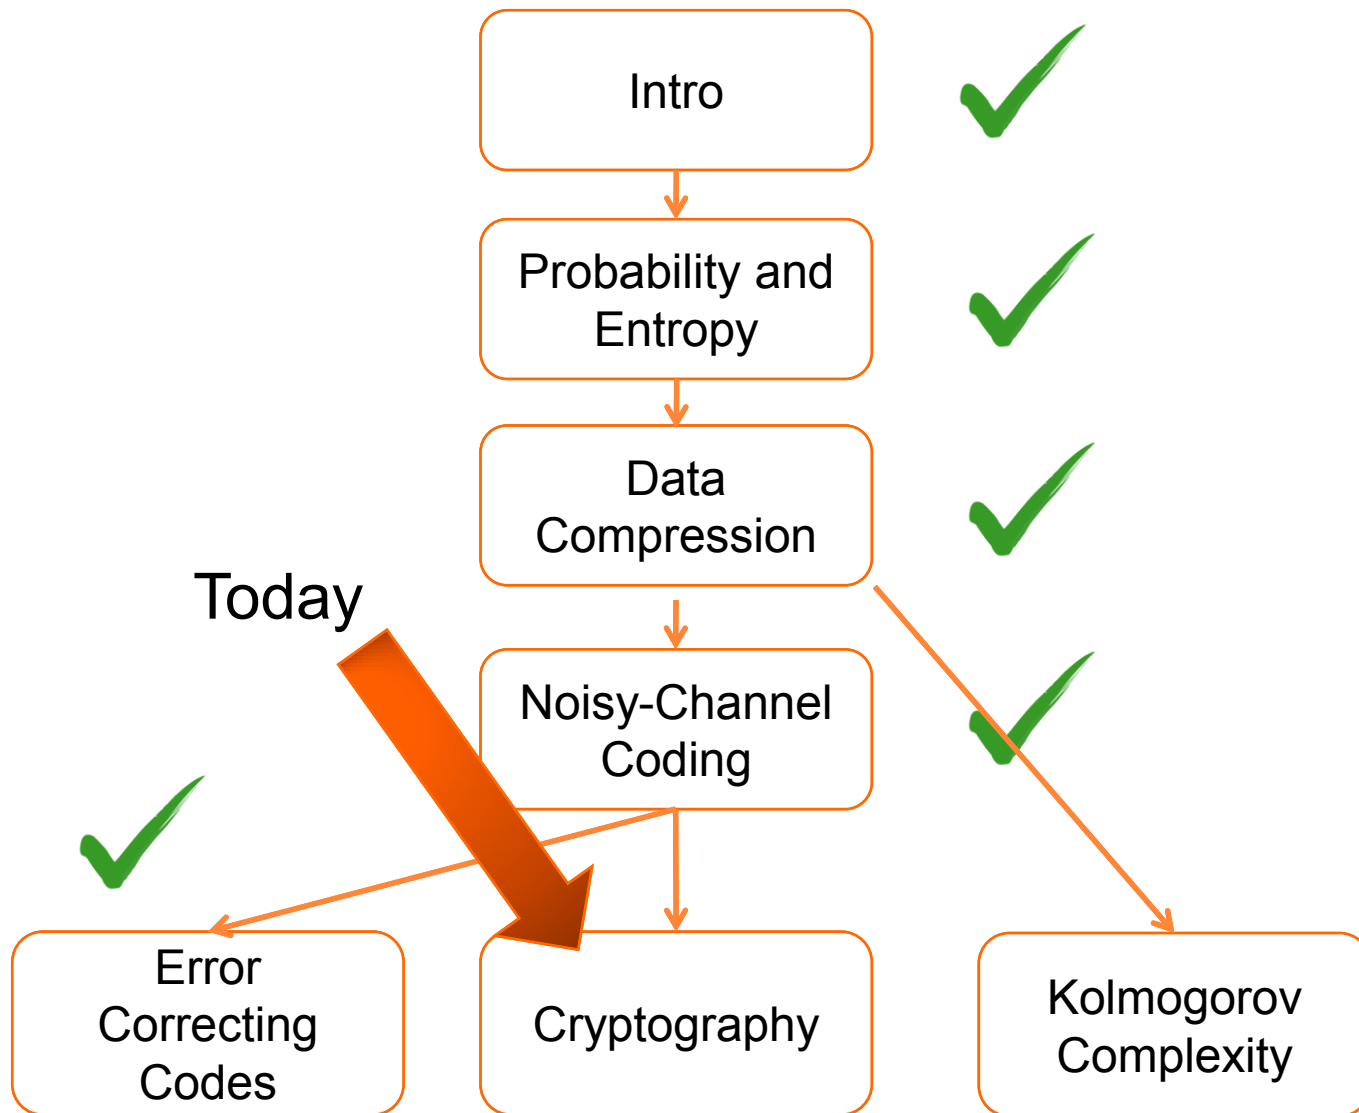 Intro
Probability and
Entropy
Data
Compression
Today
Noisy-Channel
Coding
Error
Correcting
Codes
Cryptography
Kolmogorov
Complexity